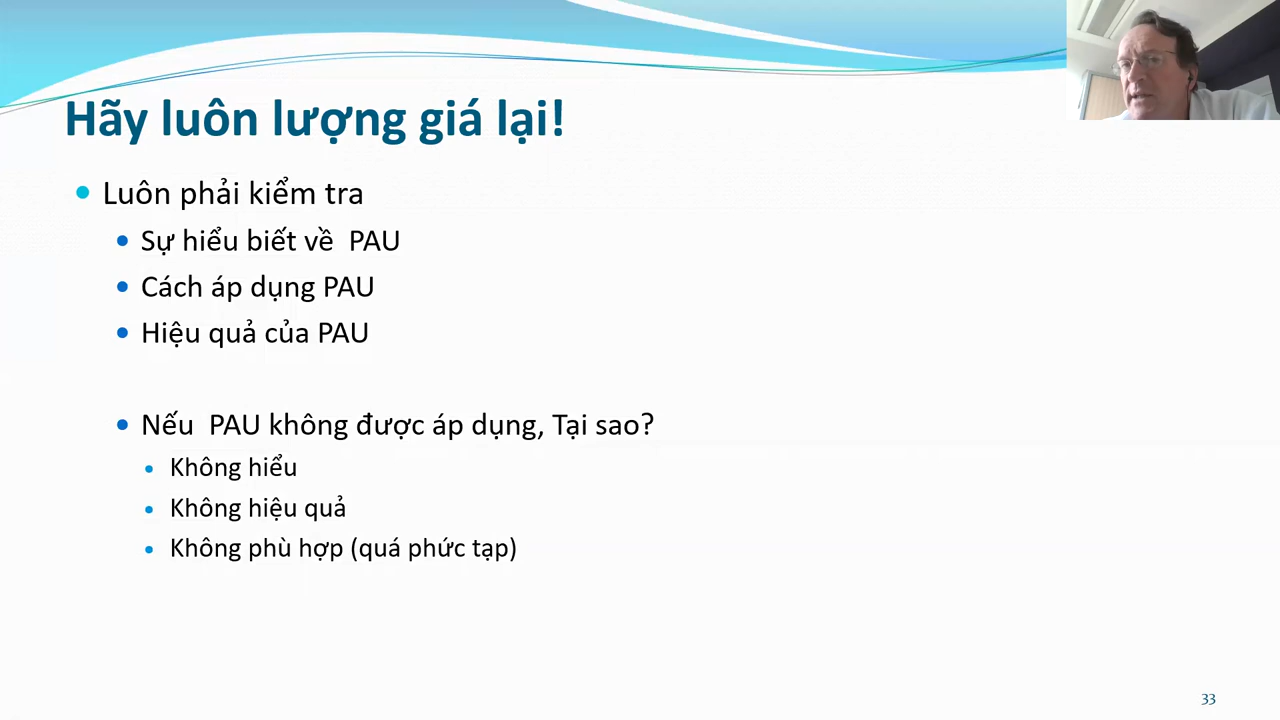 Hãy luôn lượng giá lại!
Luôn phải kiểm tra
Sự hiểu biết về  PAU
Cách áp dụng PAU
Hiệu quả của PAU
Nếu  PAU không được áp dụng, Tại sao?
Không hiểu
Không hiệu quả
Không phù hợp (quá phức tạp)
33